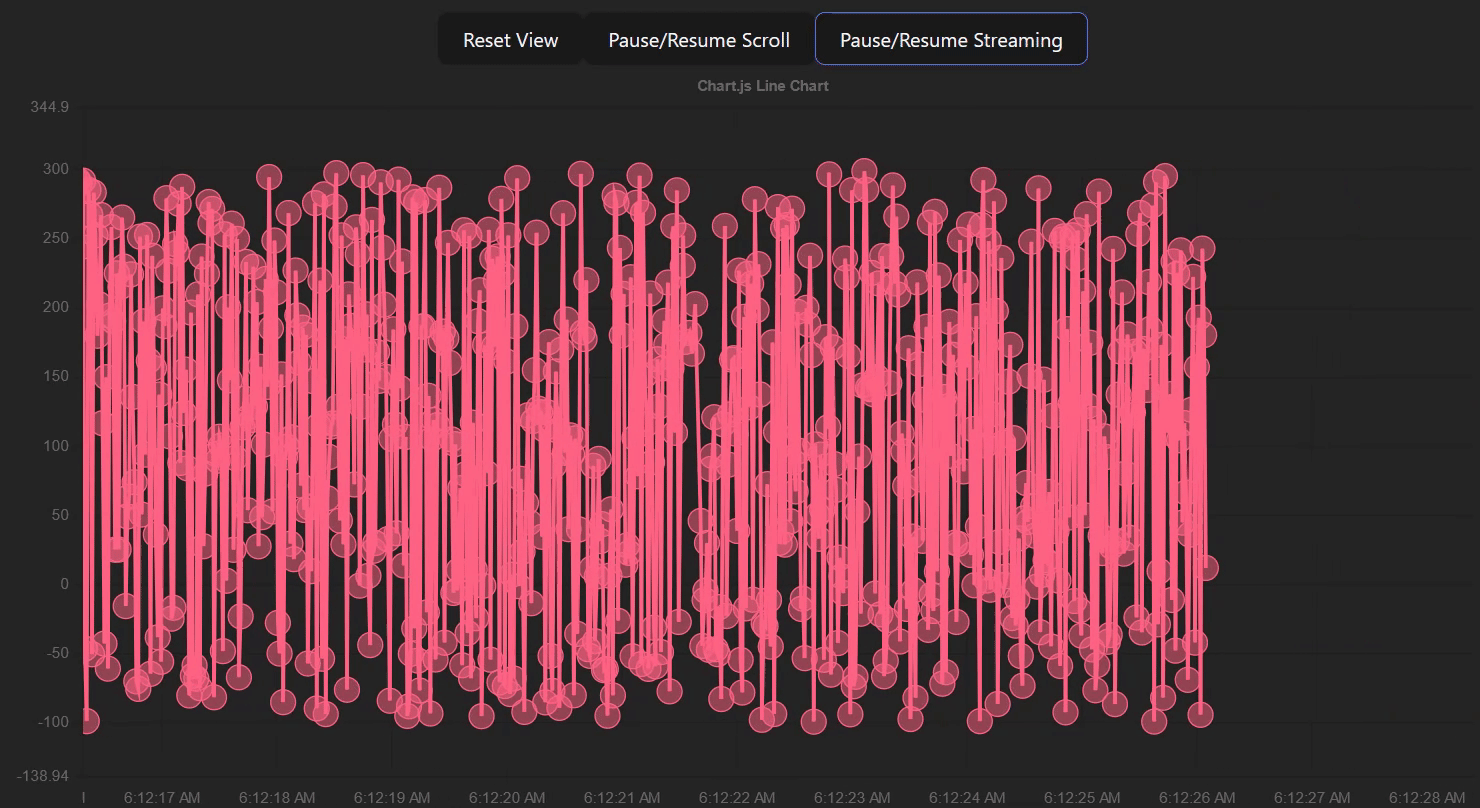 Reset View
Pause/Resume Scroll
Pause/Resume Streaming
Chart.js Line Chart
344.9
300
250
200
150
100
50
0
-50
-100
-138.94
6:12:17 AM
6:12:18 AM
6:12:19 AM
6:12:20 AM
6:12:21 AM
6:12:22 AM
6:12:23 AM
6:12:24 AM
6:12:25 AM
6:12:26 AM
6:12:27 AM
6:12:28 AM